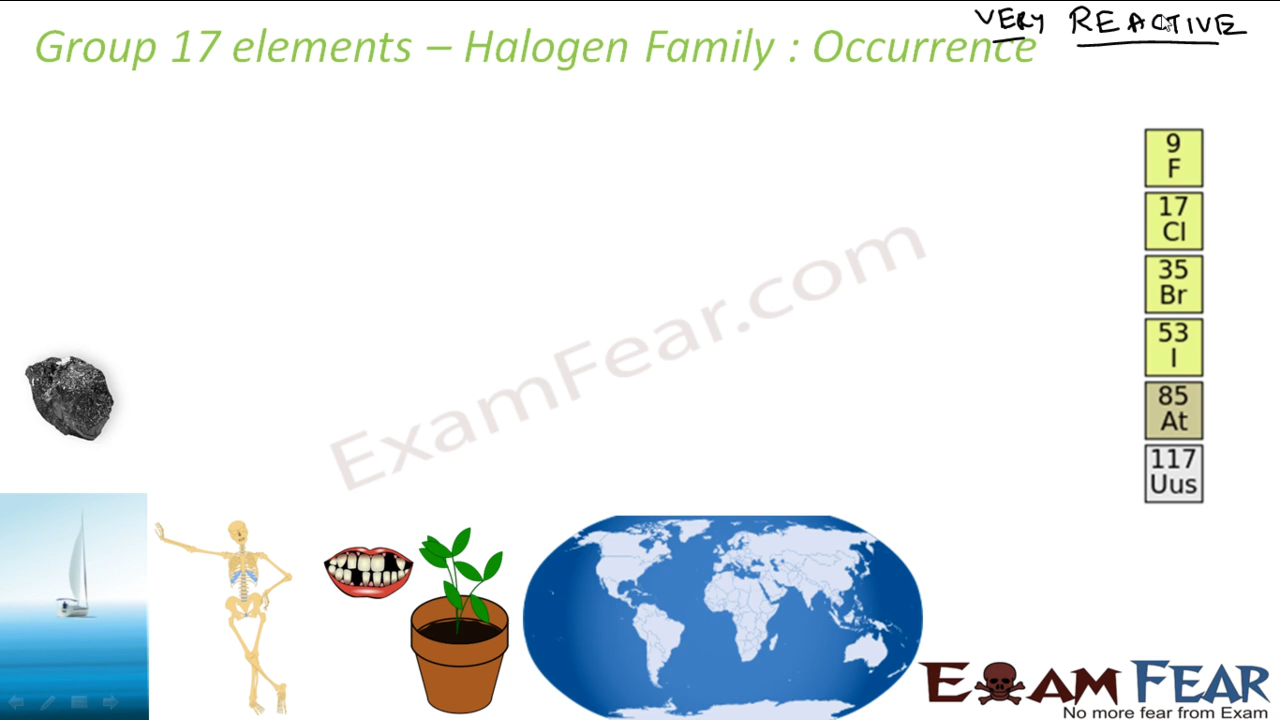 VERY REACTIVE
Group 17 elements – Halogen Family : Occurrence
9
F
17
Cl
35
Br
53
I
85
At
117
Uus
ExamFear.com
EXAM FEAR
No more fear from Exam